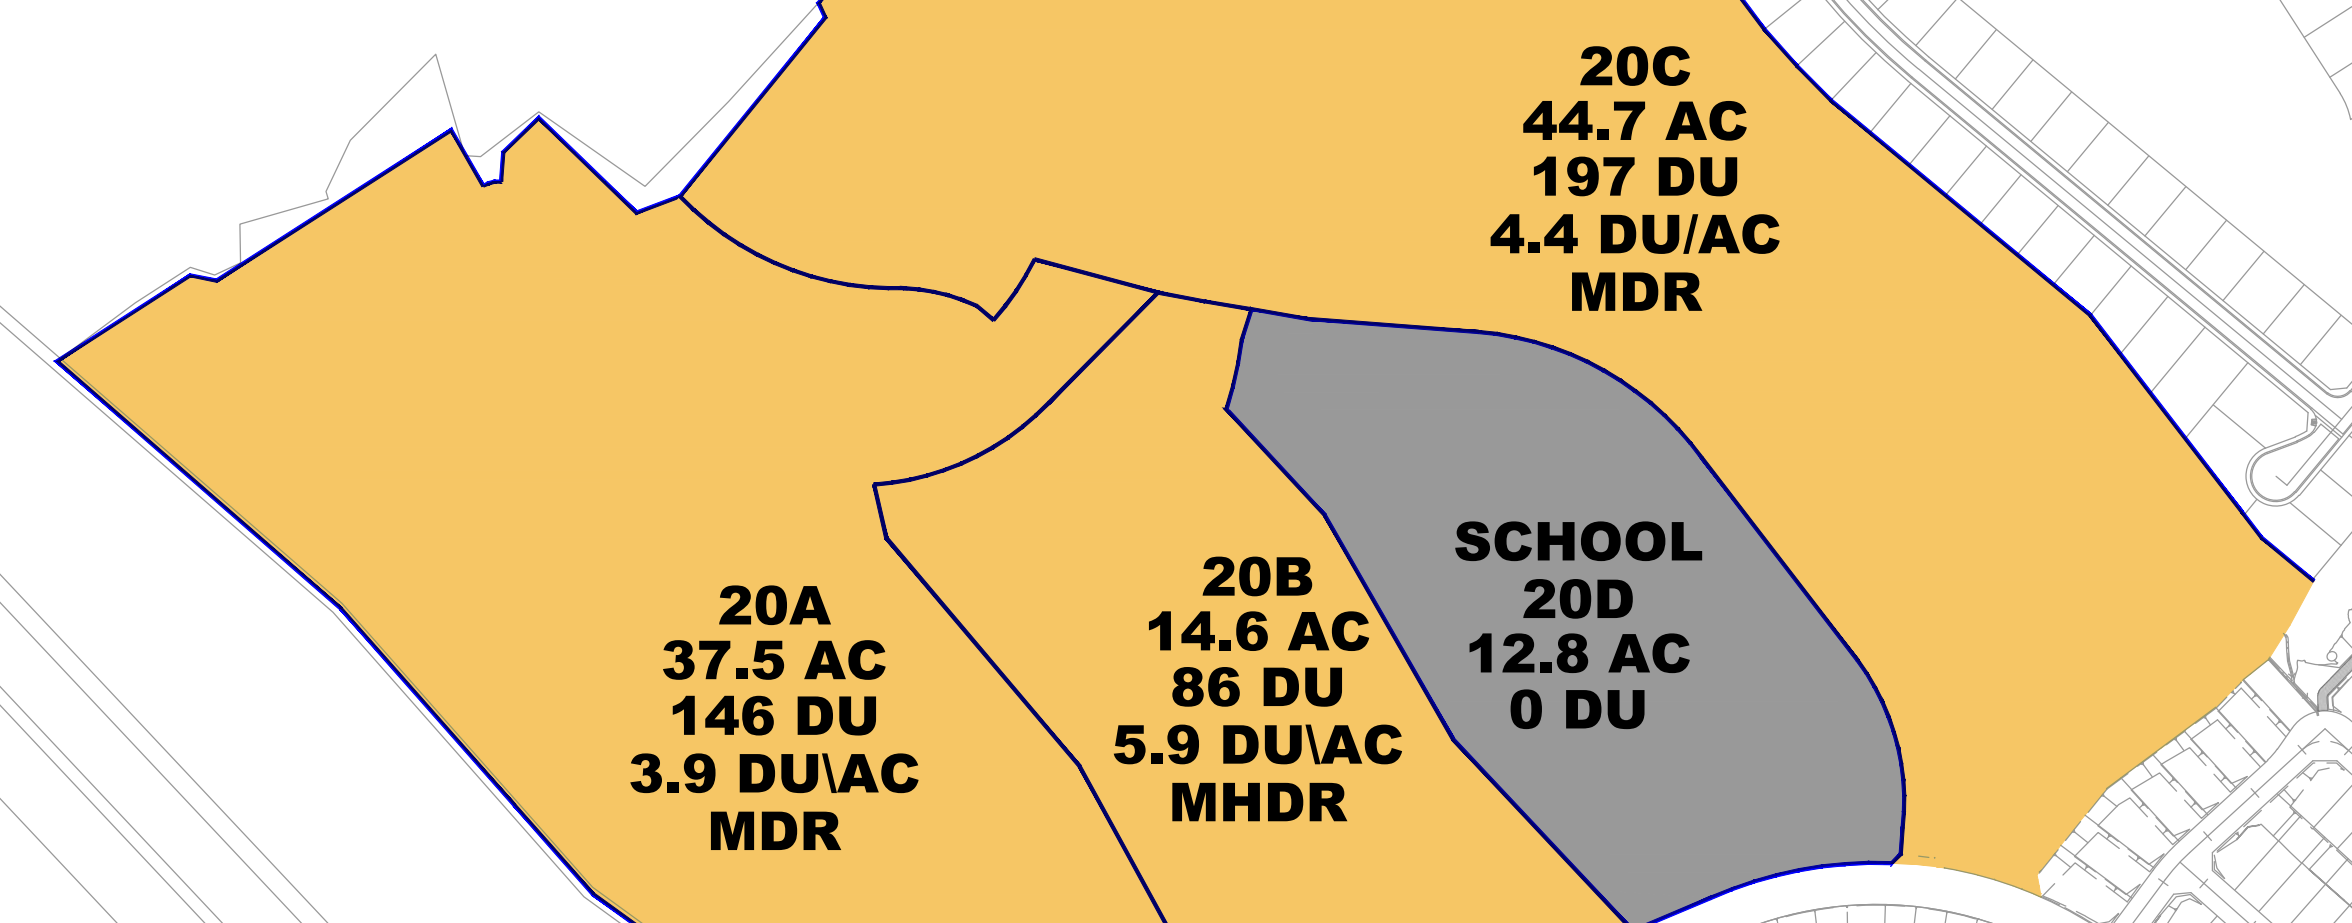 20C
44.7 AC
197 DU
4.4 DU/AC
MDR
20A
37.5 AC
146 DU
3.9 DU\AC
MDR
20B
14.6 AC
86 DU
5.9 DU\AC
MHDR
SCHOOL
20D
12.8 AC
0 DU